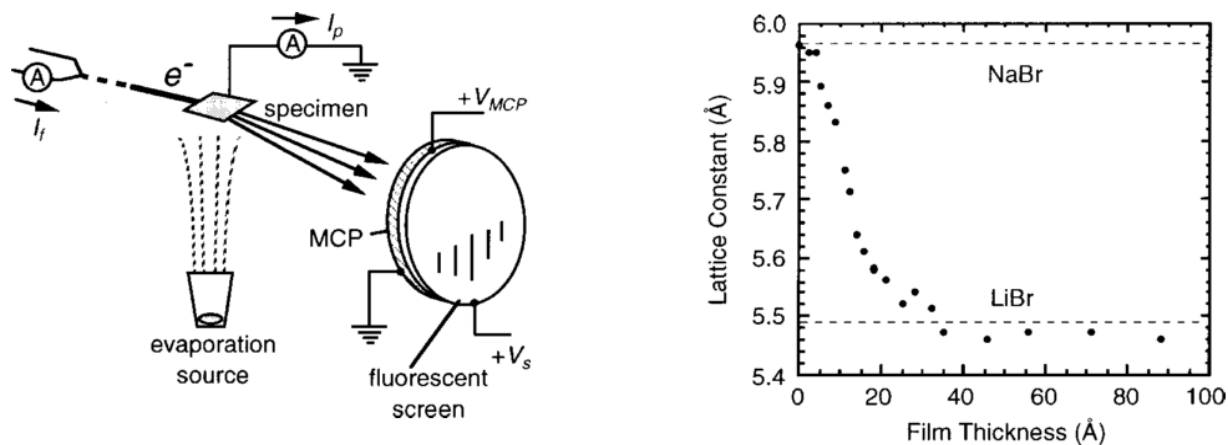 A
I_p
e⁻
A
I_f
specimen
+V_MCP
MCP
evaporation
source
+V_s
fluorescent
screen
6.0
5.9
5.8
5.7
5.6
5.5
5.4
Lattice Constant (Å)
NaBr
LiBr
0
20
40
60
80
100
Film Thickness (Å)